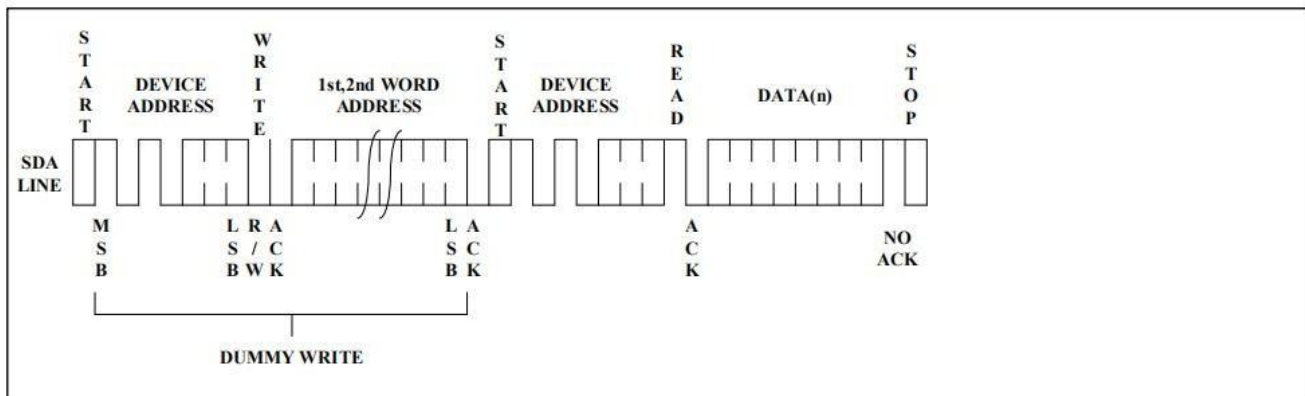 START
WRITE
START
READ
STOP
DEVICE
ADDRESS
1st,2nd WORD
ADDRESS
DEVICE
ADDRESS
DATA(n)
SDA
LINE
MSB
LSB
R/W
ACK
LSB
ACK
ACK
NO
ACK
DUMMY WRITE